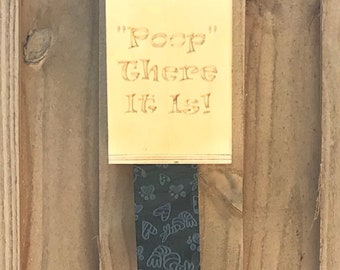 "Poop"
There
It Is!